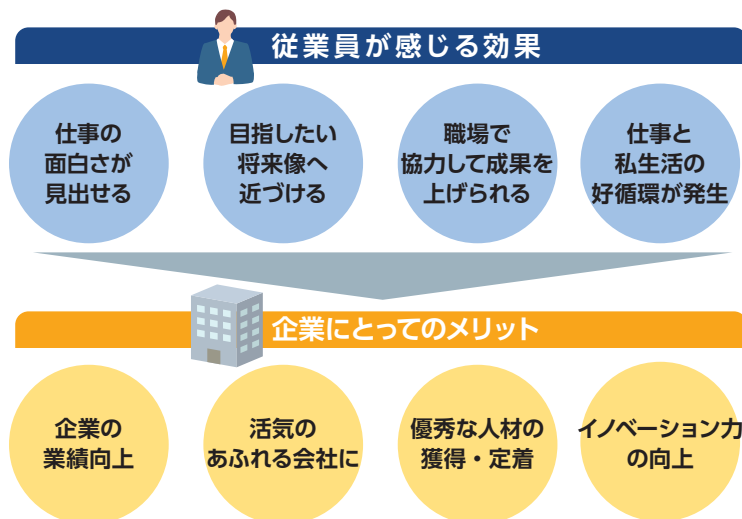 従業員が感じる効果
仕事の
面白さが
見出せる
目指したい
将来像へ
近づける
職場で
協力して成果を
上げられる
仕事と
私生活の
好循環が発生
企業にとってのメリット
企業の
業績向上
活気の
あふれる会社に
優秀な人材の
獲得・定着
イノベーション力
の向上